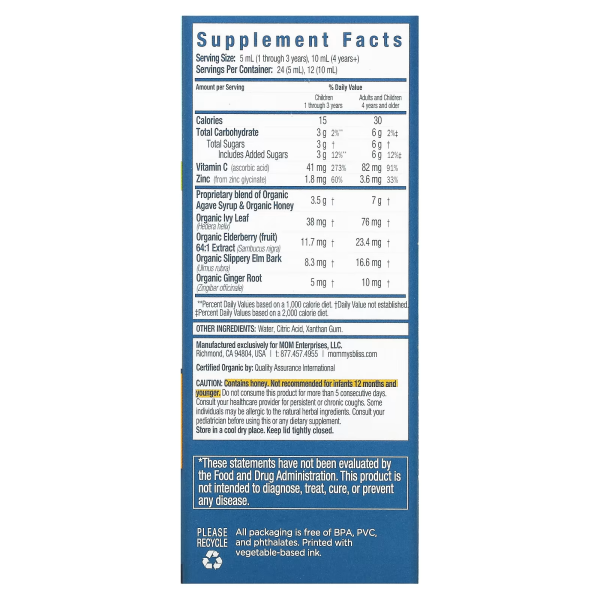 Supplement Facts
Serving Size: 5 mL (1 through 3 years), 10 mL (4 years+)
Servings Per Container: 24 (5 mL), 12 (10 mL)
Amount per Serving % Daily Value
Children 1 through 3 years Adults and Children 4 years and older
Calories 15 30
Total Carbohydrate 3 g 2%** 6 g 2%‡
Total Sugars 3 g † 6 g †
Includes Added Sugars 3 g 12%** 6 g 12%‡
Vitamin C (ascorbic acid) 41 mg 273% 82 mg 91%
Zinc (from zinc glycinate) 1.8 mg 60% 3.6 mg 33%
Proprietary blend of Organic
Agave Syrup & Organic Honey 3.5 g † 7 g †
Organic Ivy Leaf 38 mg † 76 mg †
(Hedera helix)
Organic Elderberry (fruit) 11.7 mg † 23.4 mg †
64:1 Extract (Sambucus nigra)
Organic Slippery Elm Bark 8.3 mg † 16.6 mg †
(Ulmus rubra)
Organic Ginger Root 5 mg † 10 mg †
(Zingiber officinale)
**Percent Daily Values based on a 1,000 calorie diet. †Daily Value not established.
‡Percent Daily Values based on a 2,000 calorie diet.
OTHER INGREDIENTS: Water, Citric Acid, Xanthan Gum.
Manufactured exclusively for MOM Enterprises, LLC.
Richmond, CA 94804, USA | t: 877.457.4955 | mommysbliss.com
Certified Organic by: Quality Assurance International
CAUTION: Contains honey. Not recommended for infants 12 months and
younger. Do not consume this product for more than 5 consecutive days.
Consult your healthcare provider for persistent or chronic coughs. Some
individuals may be allergic to the natural herbal ingredients. Consult your
pediatrician before using this or any dietary supplement.
Store in a cool dry place. Keep lid tightly closed.
*These statements have not been evaluated by
the Food and Drug Administration. This product is
not intended to diagnose, treat, cure, or prevent
any disease.
PLEASE RECYCLE
All packaging is free of BPA, PVC,
and phthalates. Printed with
vegetable-based ink.